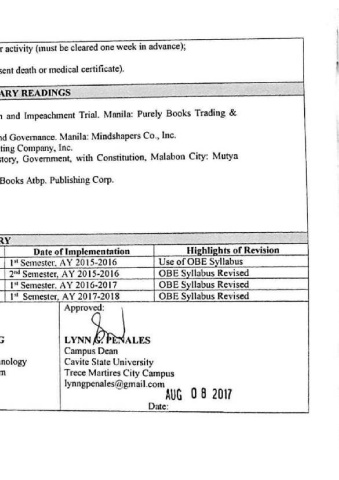 r activity (must be cleared one week in advance);
sent death or medical certificate).
ARY READINGS
n and Impeachment Trial. Manila: Purely Books Trading &
nd Governance. Manila: Mindshapers Co., Inc.
ting Company, Inc.
story, Government, with Constitution, Malabon City: Mutya
Books Atbp. Publishing Corp.
RY
Date of Implementation Highlights of Revision
1st Semester, AY 2015-2016 Use of OBE Syllabus
2nd Semester, AY 2015-2016 OBE Syllabus Revised
1st Semester, AY 2016-2017 OBE Syllabus Revised
1st Semester, AY 2017-2018 OBE Syllabus Revised
Approved:
G LYNN G. PEÑALES
Campus Dean
nology Cavite State University
m Trece Martires City Campus
lynngpenales@gmail.com
AUG 08 2017
Date: